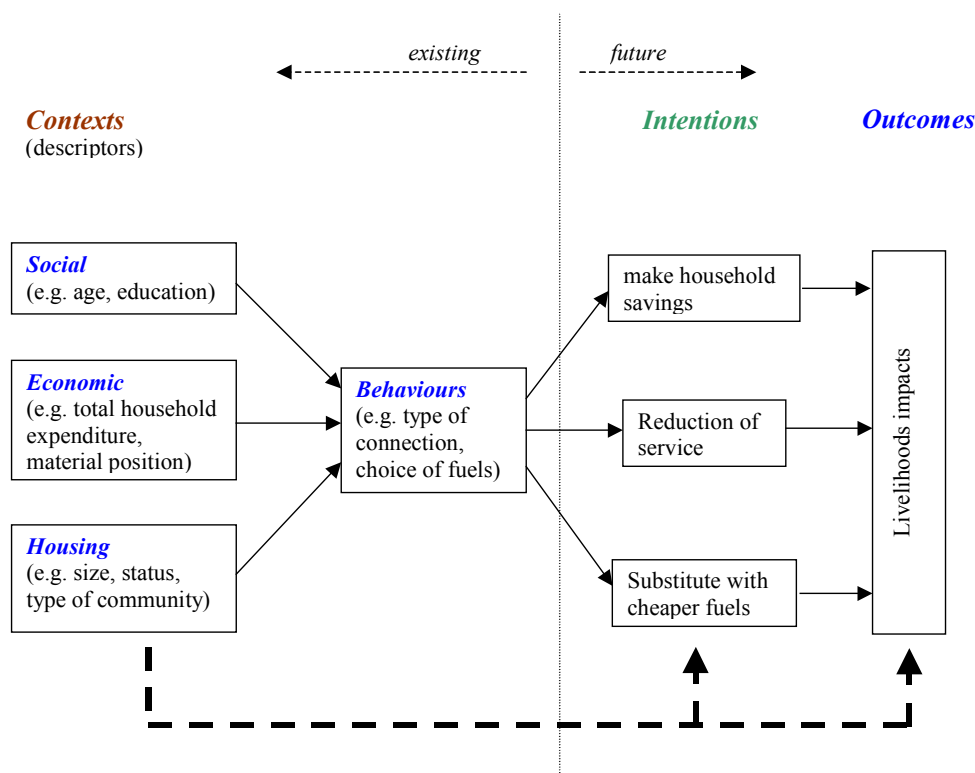 existing
future
Contexts
(descriptors)
Intentions
Outcomes
Social
(e.g. age, education)
Economic
(e.g. total household
expenditure,
material position)
Housing
(e.g. size, status,
type of community)
Behaviours
(e.g. type of
connection,
choice of fuels)
make household
savings
Reduction of
service
Substitute with
cheaper fuels
Livelihoods impacts